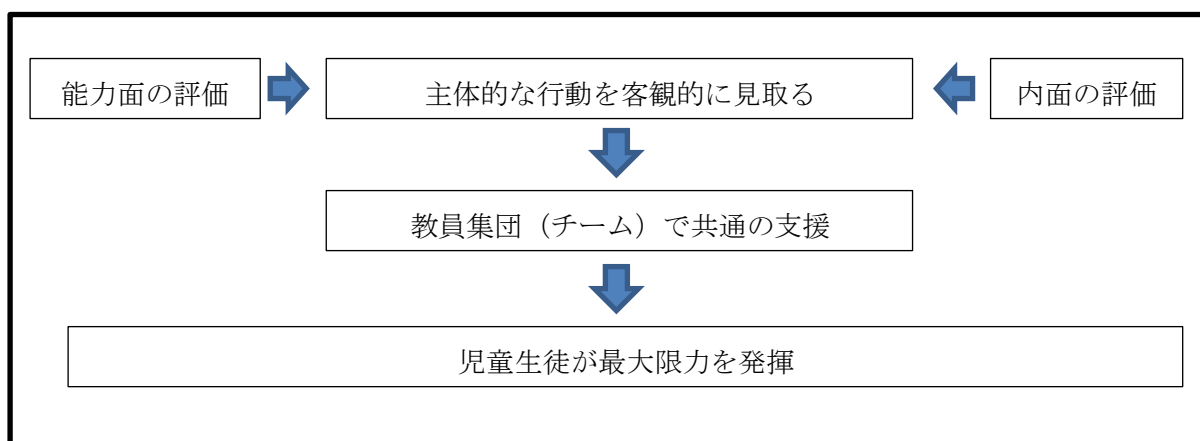 能力面の評価
主体的な行動を客観的に見取る
内面の評価
教員集団（チーム）で共通の支援
児童生徒が最大限力を発揮